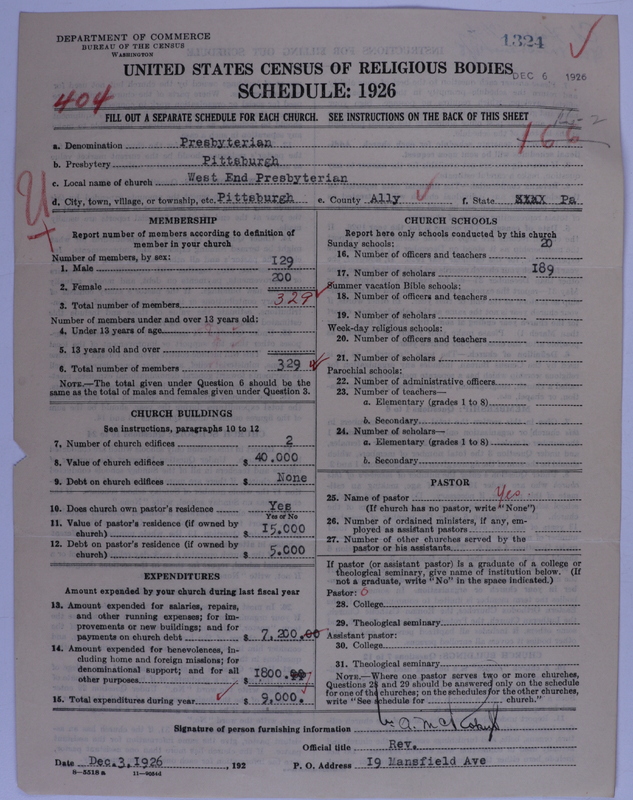 DEPARTMENT OF COMMERCE
BUREAU OF THE CENSUS
WASHINGTON
1324
UNITED STATES CENSUS OF RELIGIOUS BODIES
DEC 6 1926
SCHEDULE: 1926
404
FILL OUT A SEPARATE SCHEDULE FOR EACH CHURCH. SEE INSTRUCTIONS ON THE BACK OF THIS SHEET
166
a. Denomination Presbyterian
b. Presbytery Pittsburgh
c. Local name of church West End Presbyterian
d. City, town, village, or township, etc. Pittsburgh e. County Ally f. State XXXX Pa
MEMBERSHIP
Report number of members according to definition of
member in your church
Number of members, by sex:
1. Male 129
2. Female 200
3. Total number of members 329
Number of members under and over 13 years old:
4. Under 13 years of age
5. 13 years old and over
6. Total number of members 329
NOTE.—The total given under Question 6 should be the
same as the total of males and females given under Question 3.
CHURCH BUILDINGS
See instructions, paragraphs 10 to 12
7. Number of church edifices 2
8. Value of church edifices $ 40.000
9. Debt on church edifices $ None
10. Does church own pastor's residence Yes
Yes or No
11. Value of pastor's residence (if owned by
church) $ 15.000
12. Debt on pastor's residence (if owned by
church) $ 5.000
EXPENDITURES
Amount expended by your church during last fiscal year
13. Amount expended for salaries, repairs,
and other running expenses; for im-
provements or new buildings; and for
payments on church debt $ 7,200.00
14. Amount expended for benevolences, in-
cluding home and foreign missions; for
denominational support; and for all
other purposes $ 1800.
15. Total expenditures during year $ 9,000.
CHURCH SCHOOLS
Report here only schools conducted by this church
Sunday schools:
16. Number of officers and teachers 20
17. Number of scholars 189
Summer vacation Bible schools:
18. Number of officers and teachers
19. Number of scholars
Week-day religious schools:
20. Number of officers and teachers
21. Number of scholars
Parochial schools:
22. Number of administrative officers
23. Number of teachers—
a. Elementary (grades 1 to 8)
b. Secondary
24. Number of scholars—
a. Elementary (grades 1 to 8)
b. Secondary
PASTOR
25. Name of pastor Yes
(If church has no pastor, write "None")
26. Number of ordained ministers, if any, em-
ployed as assistant pastors
27. Number of other churches served by the
pastor or his assistants
If pastor (or assistant pastor) is a graduate of a college or
theological seminary, give name of institution below. (If
not a graduate, write "No" in the space indicated.)
Pastor: 0
28. College
29. Theological seminary
Assistant pastor:
30. College
31. Theological seminary
NOTE.—Where one pastor serves two or more churches,
Questions 28 and 29 should be answered only on the schedule
for one of the churches; on the schedules for the other churches,
write "See schedule for church."
Signature of person furnishing information
Official title Rev.
Date Dec. 3, 1926, 192 P. O. Address 19 Mansfield Ave
8—5518 a